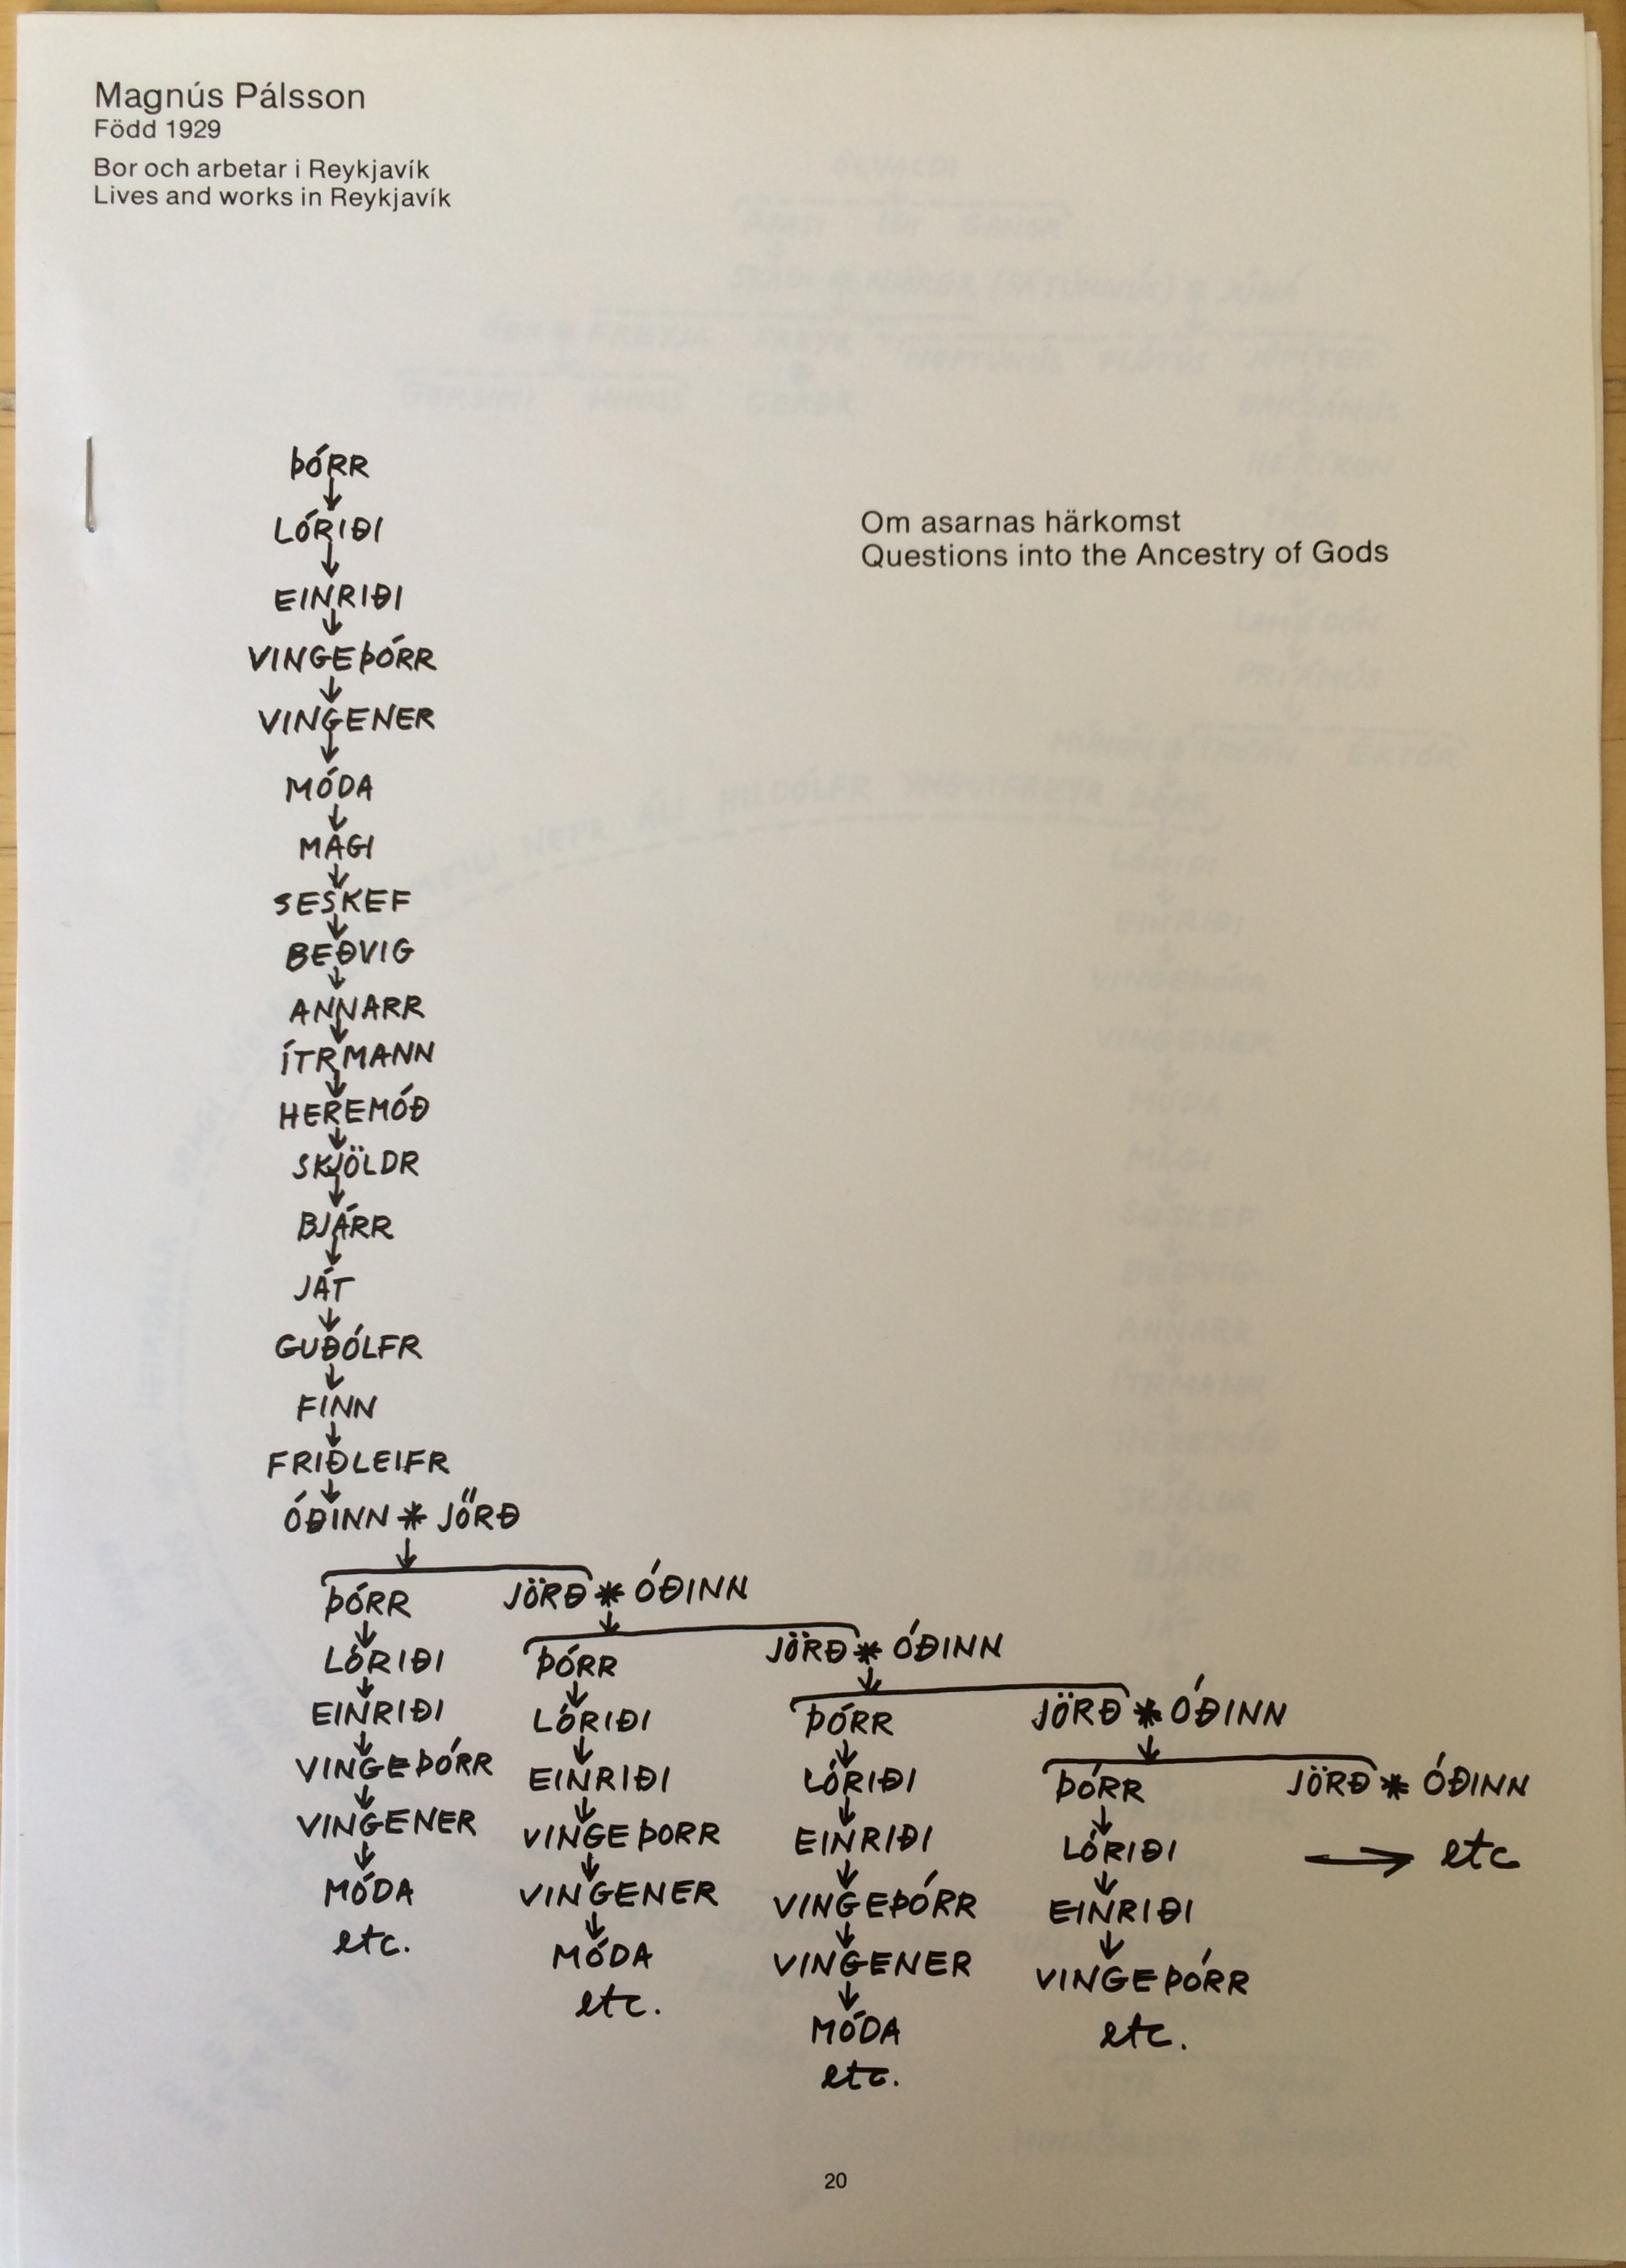 Magnús Pálsson
Född 1929
Bor och arbetar i Reykjavík
Lives and works in Reykjavík
ÞÓRR
LÓRIÐI
Om asarnas härkomst
Questions into the Ancestry of Gods
EINRIÐI
VINGEÞÓRR
VINGENER
MÓDA
MAGI
SESKEF
BEÐVIG
ANNARR
ÍTRMANN
HEREMÓÐ
SKJÖLDR
BJÁRR
JÁT
GUÐÓLFR
FINN
FRIÐLEIFR
ÓÐINN * JÖRÐ
ÞÓRR JÖRÐ * ÓÐINN
LÓRIÐI ÞÓRR JÖRÐ * ÓÐINN
EINRIÐI LÓRIÐI ÞÓRR JÖRÐ * ÓÐINN
VINGEÞÓRR EINRIÐI LÓRIÐI ÞÓRR JÖRÐ * ÓÐINN
VINGENER VINGEÞORR EINRIÐI LÓRIÐI → etc
MÓDA VINGENER VINGEÞÓRR EINRIÐI
etc. MÓDA VINGENER VINGEÞÓRR
etc. MÓDA etc.
etc.
20